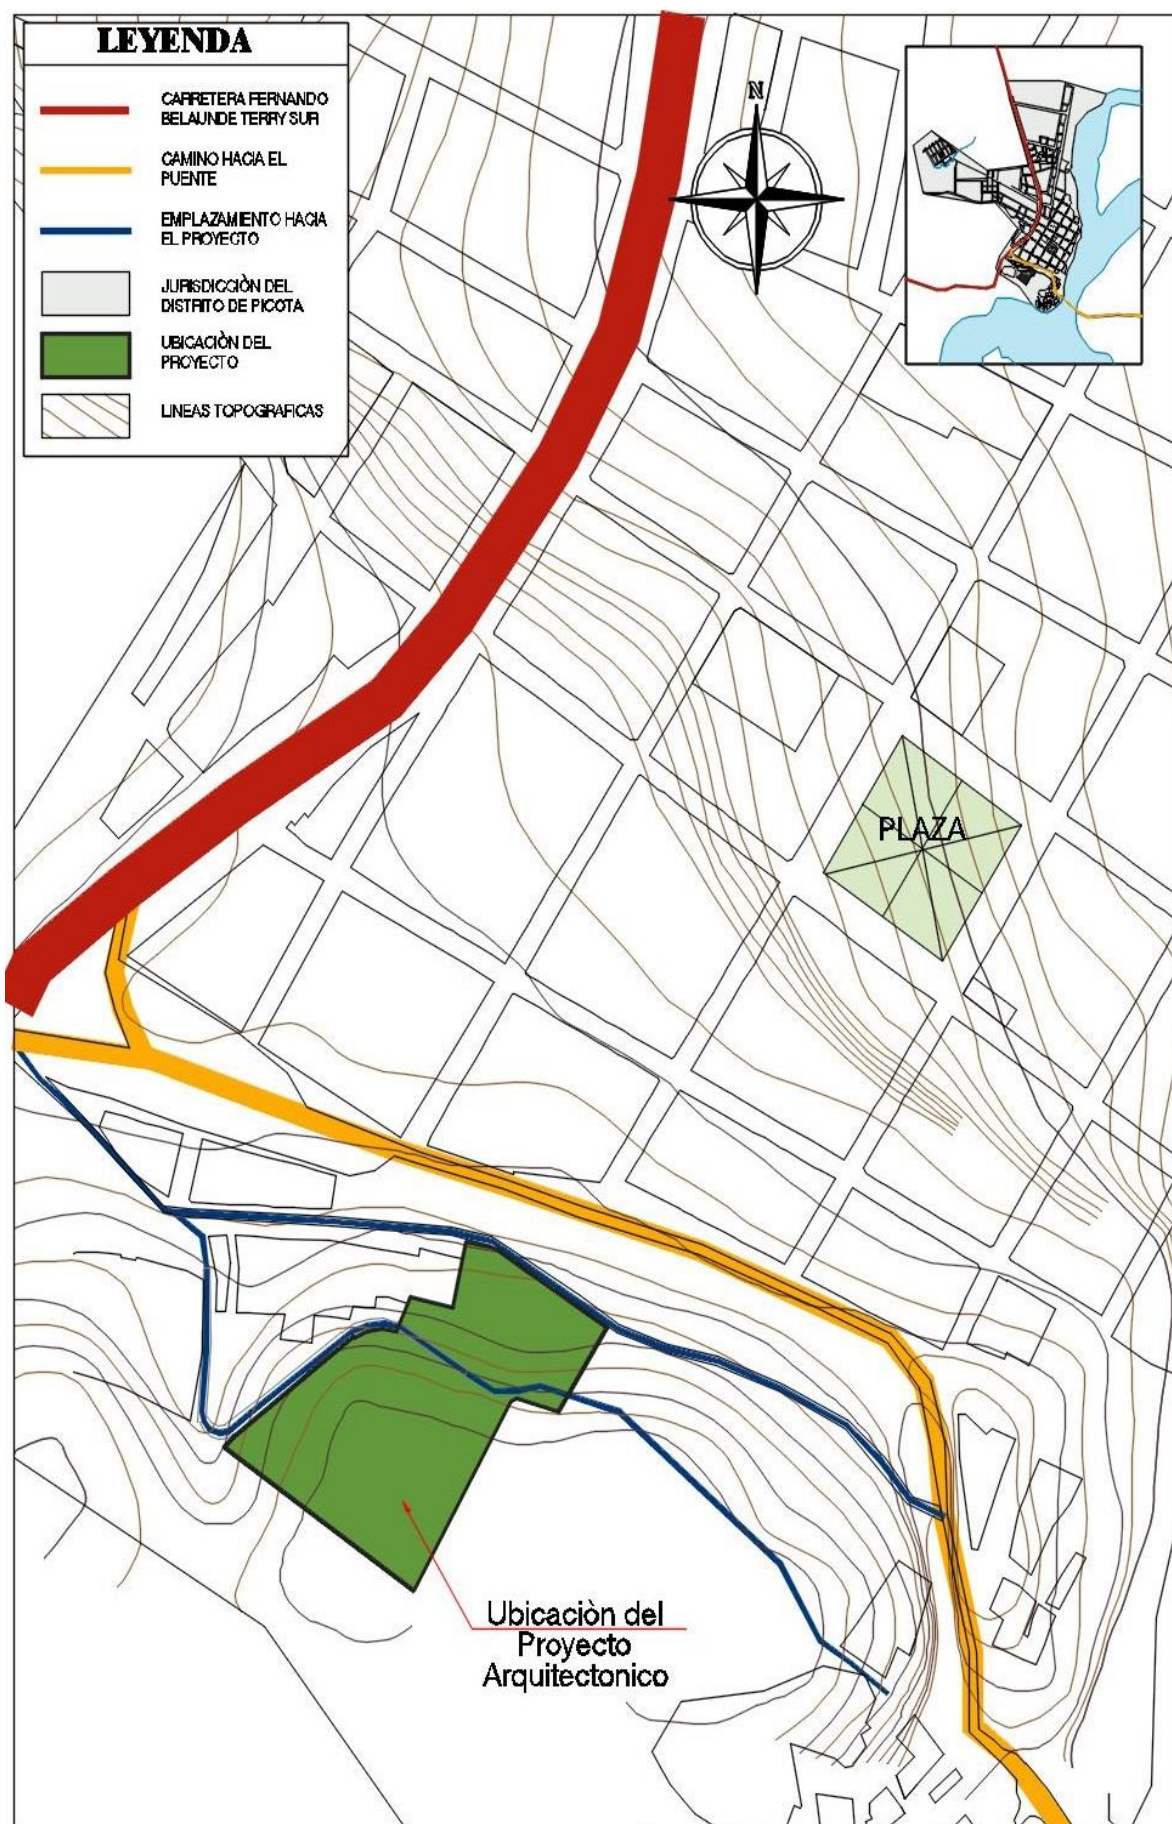 LEYENDA
CARRETERA FERNANDO
BELAUNDE TERRY SUR
CAMINO HACIA EL
PUENTE
EMPLAZAMIENTO HACIA
EL PROYECTO
JURISDICCIÒN DEL
DISTRITO DE PICOTA
UBICACIÒN DEL
PROYECTO
LINEAS TOPOGRAFICAS
N
PLAZA
Ubicaciòn del
Proyecto
Arquitectonico